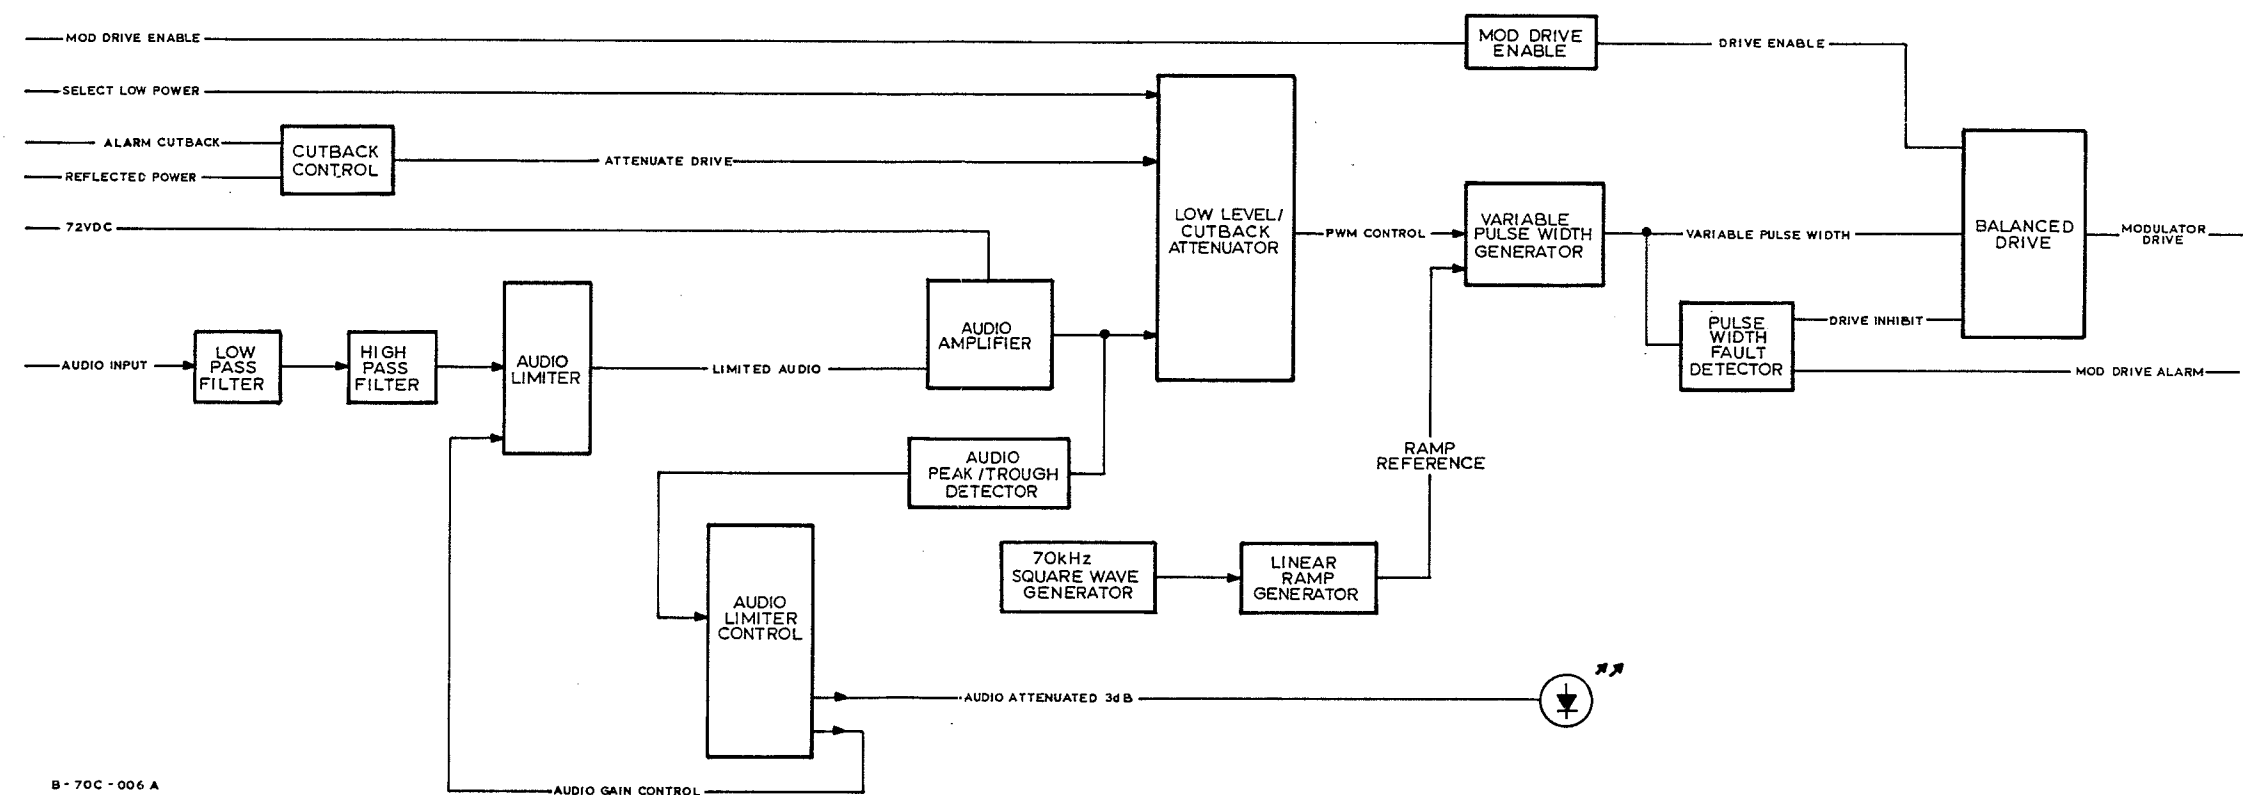 MOD DRIVE ENABLE
MOD DRIVE
ENABLE
DRIVE ENABLE
SELECT LOW POWER
ALARM CUTBACK
REFLECTED POWER
CUTBACK
CONTROL
ATTENUATE DRIVE
72VDC
LOW LEVEL/
CUTBACK
ATTENUATOR
PWM CONTROL
VARIABLE
PULSE WIDTH
GENERATOR
VARIABLE PULSE WIDTH
BALANCED
DRIVE
MODULATOR
DRIVE
PULSE
WIDTH
FAULT
DETECTOR
DRIVE INHIBIT
MOD DRIVE ALARM
AUDIO INPUT
LOW
PASS
FILTER
HIGH
PASS
FILTER
AUDIO
LIMITER
LIMITED AUDIO
AUDIO
AMPLIFIER
AUDIO
PEAK/TROUGH
DETECTOR
RAMP
REFERENCE
70kHz
SQUARE WAVE
GENERATOR
LINEAR
RAMP
GENERATOR
AUDIO
LIMITER
CONTROL
AUDIO ATTENUATED 3dB
AUDIO GAIN CONTROL
B-70C-006 A